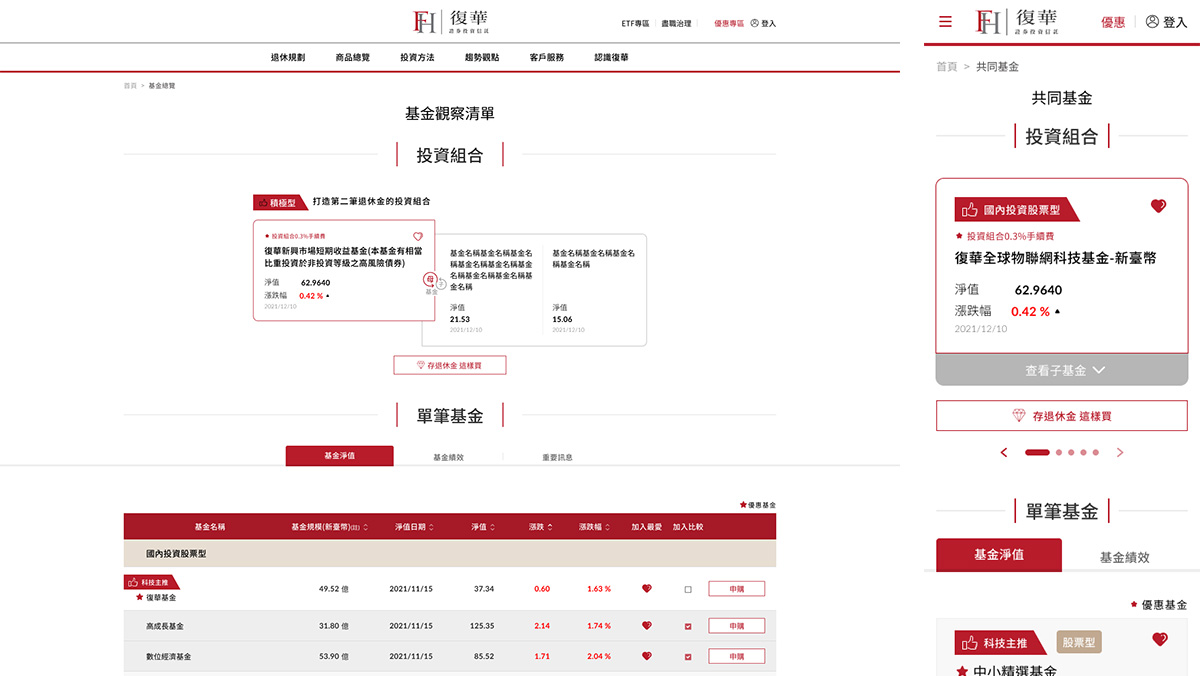 FH 復華
證券投資信託
ETF專區 盡職治理 優惠專區 登入
退休規劃 商品總覽 投資方法 趨勢觀點 客戶服務 認識復華
首頁 > 基金總覽
基金觀察清單
投資組合
積極型 打造第二筆退休金的投資組合
★ 投資組合0.3%手續費
復華新興市場短期收益基金(本基金有相當
比重投資於非投資等級之高風險債券)
淨值 62.9640
漲跌幅 0.42 % ▲
2021/12/10
母 子
基金
基金名稱基金名稱基金名
稱基金名稱基金名稱基金
名稱基金名稱基金名稱基
金名稱
淨值
21.53
2021/12/10
基金名稱基金名稱基金名
稱基金名稱
淨值
15.06
2021/12/10
存退休金 這樣買
單筆基金
基金淨值 基金績效 重要訊息
★優惠基金
基金名稱 基金規模(新臺幣) 淨值日期 淨值 漲跌 漲跌幅 加入最愛 加入比較
國內投資股票型
科技主推
★ 復華基金 49.52 億 2021/11/15 37.34 0.60 1.63 % 申購
高成長基金 31.80 億 2021/11/15 125.35 2.14 1.74 % 申購
數位經濟基金 53.90 億 2021/11/15 85.52 1.71 2.04 % 申購
FH 復華
證券投資信託
優惠 登入
首頁 > 共同基金
共同基金
投資組合
國內投資股票型
★ 投資組合0.3%手續費
復華全球物聯網科技基金-新臺幣
淨值 62.9640
漲跌幅 0.42 % ▲
2021/12/10
查看子基金
存退休金 這樣買
單筆基金
基金淨值 基金績效
★ 優惠基金
科技主推 股票型
★ 中小精選基金